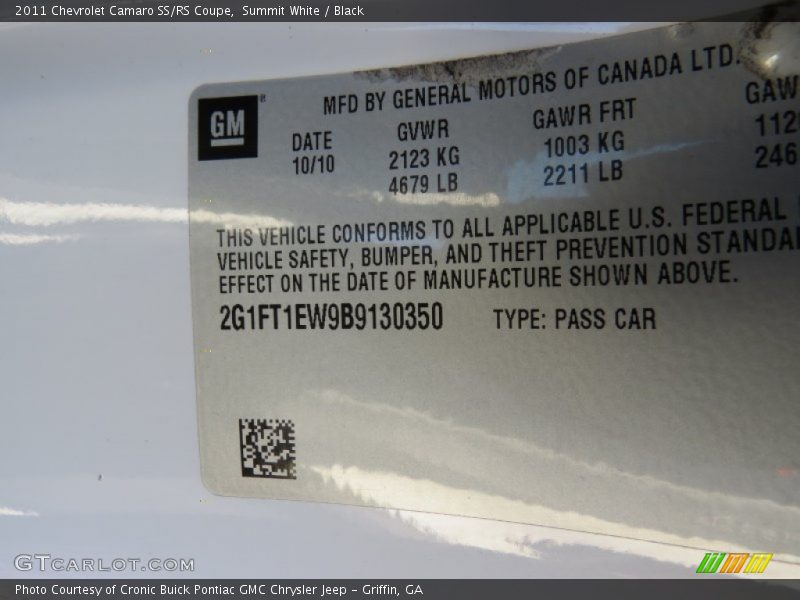 2011 Chevrolet Camaro SS/RS Coupe, Summit White / Black
GM
MFD BY GENERAL MOTORS OF CANADA LTD.
DATE GVWR GAWR FRT GAW
10/10 2123 KG 1003 KG 112
4679 LB 2211 LB 246
THIS VEHICLE CONFORMS TO ALL APPLICABLE U.S. FEDERAL
VEHICLE SAFETY, BUMPER, AND THEFT PREVENTION STANDA
EFFECT ON THE DATE OF MANUFACTURE SHOWN ABOVE.
2G1FT1EW9B9130350 TYPE: PASS CAR
GTCARLOT.COM
Photo Courtesy of Cronic Buick Pontiac GMC Chrysler Jeep - Griffin, GA